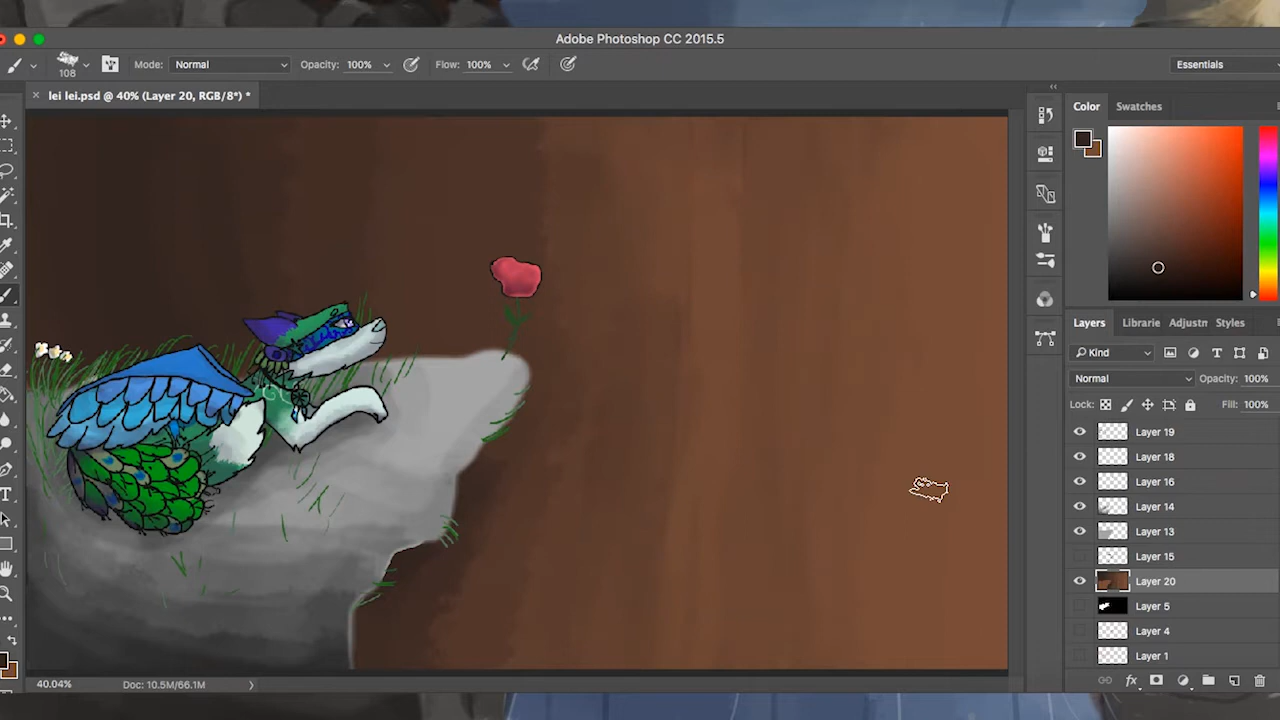 Adobe Photoshop CC 2015.5
108 Mode: Normal Opacity: 100% Flow: 100% Essentials
× lei lei.psd @ 40% (Layer 20, RGB/8*) *
Color Swatches
Layers Librarie Adjustn Styles
Kind
Normal Opacity: 100%
Lock: Fill: 100%
Layer 19
Layer 18
Layer 16
Layer 14
Layer 13
Layer 15
Layer 20
Layer 5
Layer 4
Layer 1
40.04% Doc: 10.5M/66.1M
fx